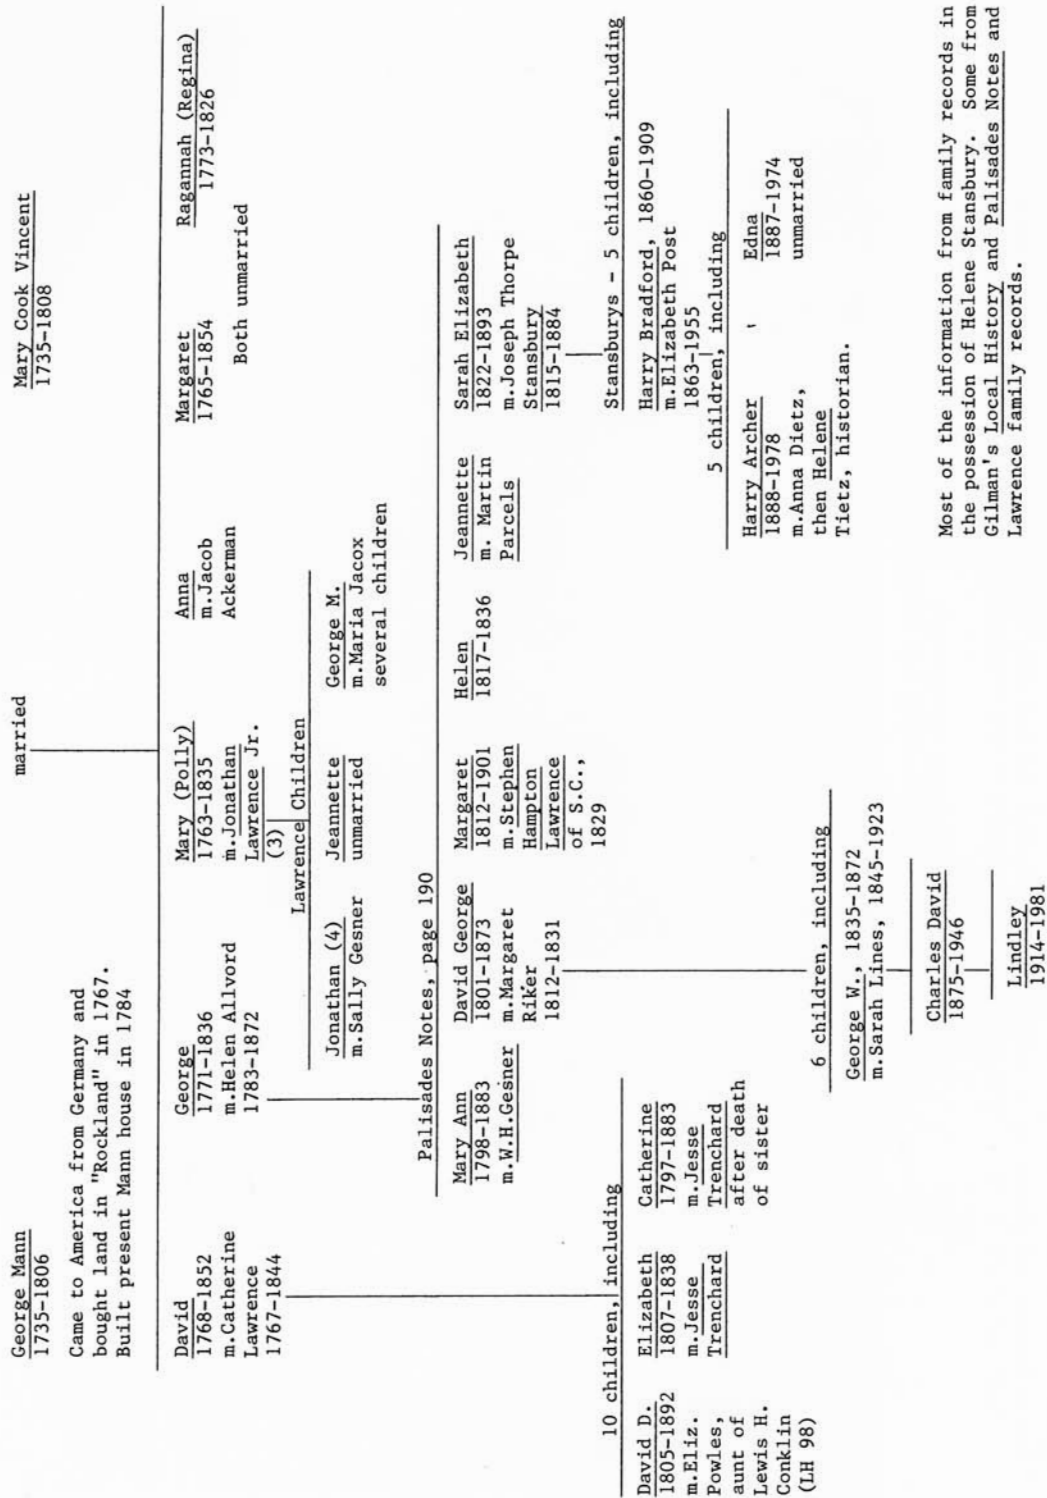 George Mann
1735-1806
married
Mary Cook Vincent
1735-1808
Came to America from Germany and
bought land in "Rockland" in 1767.
Built present Mann house in 1784
David
1768-1852
m.Catherine
Lawrence
1767-1844
George
1771-1836
m.Helen Allvord
1783-1872
Mary (Polly)
1763-1835
m.Jonathan
Lawrence Jr.
(3)
Anna
m.Jacob
Ackerman
Margaret
1765-1854
Ragannah (Regina)
1773-1826
Both unmarried
Lawrence Children
Jonathan (4)
m.Sally Gesner
Jeannette
unmarried
George M.
m.Maria Jacox
several children
Palisades Notes, page 190
Mary Ann
1798-1883
m.W.H.Gesner
David George
1801-1873
m.Margaret
Riker
1812-1831
Margaret
1812-1901
m.Stephen
Hampton
Lawrence
of S.C.,
1829
Helen
1817-1836
Jeannette
m. Martin
Parcels
Sarah Elizabeth
1822-1893
m.Joseph Thorpe
Stansbury
1815-1884
10 children, including
David D.
1805-1892
m.Eliz.
Powles,
aunt of
Lewis H.
Conklin
(LH 98)
Elizabeth
1807-1838
m.Jesse
Trenchard
Catherine
1797-1883
m.Jesse
Trenchard
after death
of sister
Stansburys - 5 children, including
Harry Bradford, 1860-1909
m.Elizabeth Post
1863-1955
5 children, including
Harry Archer
1888-1978
m.Anna Dietz,
then Helene
Tietz, historian.
Edna
1887-1974
unmarried
6 children, including
George W., 1835-1872
m.Sarah Lines, 1845-1923
Charles David
1875-1946
Lindley
1914-1981
Most of the information from family records in
the possession of Helene Stansbury. Some from
Gilman's Local History and Palisades Notes and
Lawrence family records.